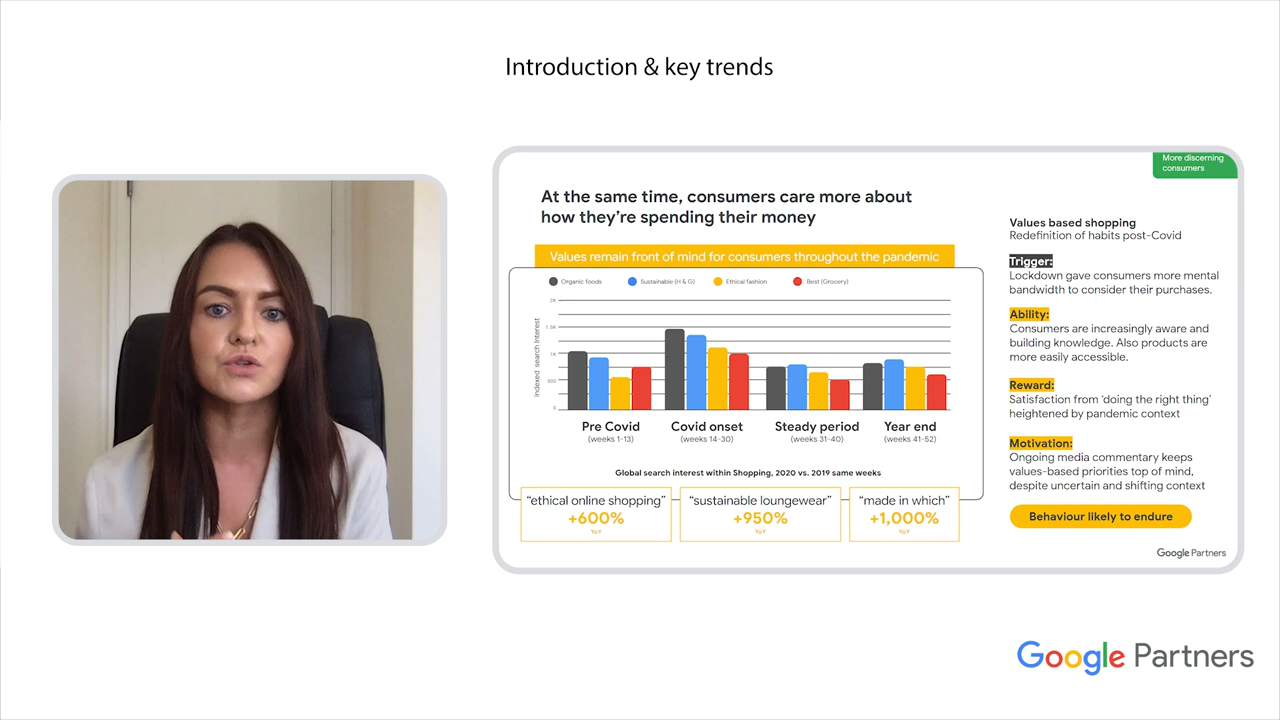 Introduction & key trends
More discerning
consumers
At the same time, consumers care more about
how they're spending their money
Values remain front of mind for consumers throughout the pandemic
Organic foods
Sustainable (H & G)
Ethical fashion
Best (Grocery)
Indexed search interest
2K
1.5K
1K
500
0
Pre Covid
(weeks 1-13)
Covid onset
(weeks 14-30)
Steady period
(weeks 31-40)
Year end
(weeks 41-52)
Global search interest within Shopping, 2020 vs. 2019 same weeks
“ethical online shopping”
+600%
YoY
“sustainable loungewear”
+950%
YoY
“made in which”
+1,000%
YoY
Values based shopping
Redefinition of habits post-Covid
Trigger:
Lockdown gave consumers more mental
bandwidth to consider their purchases.
Ability:
Consumers are increasingly aware and
building knowledge. Also products are
more easily accessible.
Reward:
Satisfaction from ‘doing the right thing’
heightened by pandemic context
Motivation:
Ongoing media commentary keeps
values-based priorities top of mind,
despite uncertain and shifting context
Behaviour likely to endure
Google Partners
Google Partners